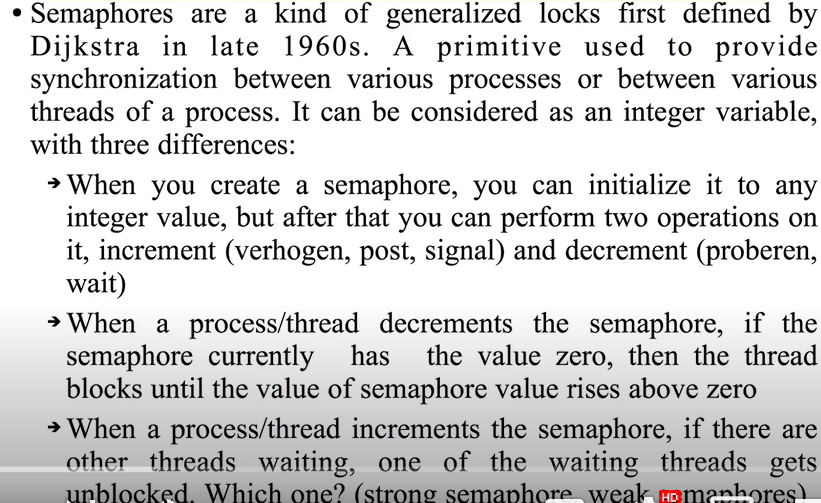 • Semaphores are a kind of generalized locks first defined by
Dijkstra in late 1960s. A primitive used to provide
synchronization between various processes or between various
threads of a process. It can be considered as an integer variable,
with three differences:
➔ When you create a semaphore, you can initialize it to any
integer value, but after that you can perform two operations on
it, increment (verhogen, post, signal) and decrement (proberen,
wait)
➔ When a process/thread decrements the semaphore, if the
semaphore currently has the value zero, then the thread
blocks until the value of semaphore value rises above zero
➔ When a process/thread increments the semaphore, if there are
other threads waiting, one of the waiting threads gets
unblocked. Which one? (strong semaphore, weak
HD